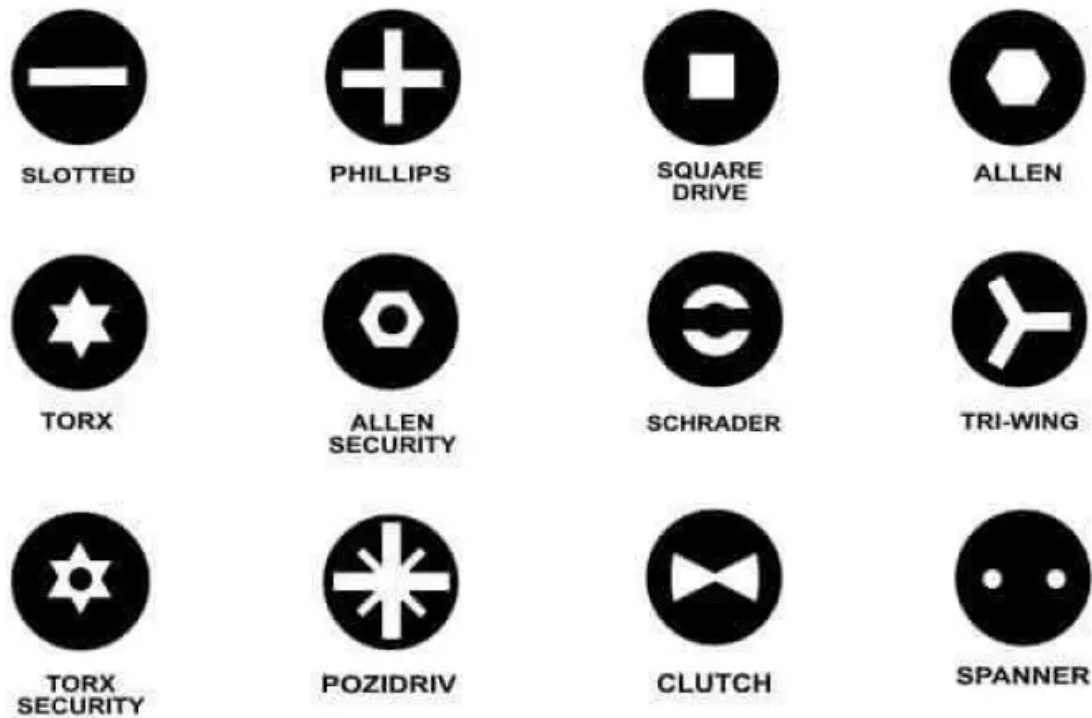 SLOTTED
PHILLIPS
SQUARE
DRIVE
ALLEN
TORX
ALLEN
SECURITY
SCHRADER
TRI-WING
TORX
SECURITY
POZIDRIV
CLUTCH
SPANNER